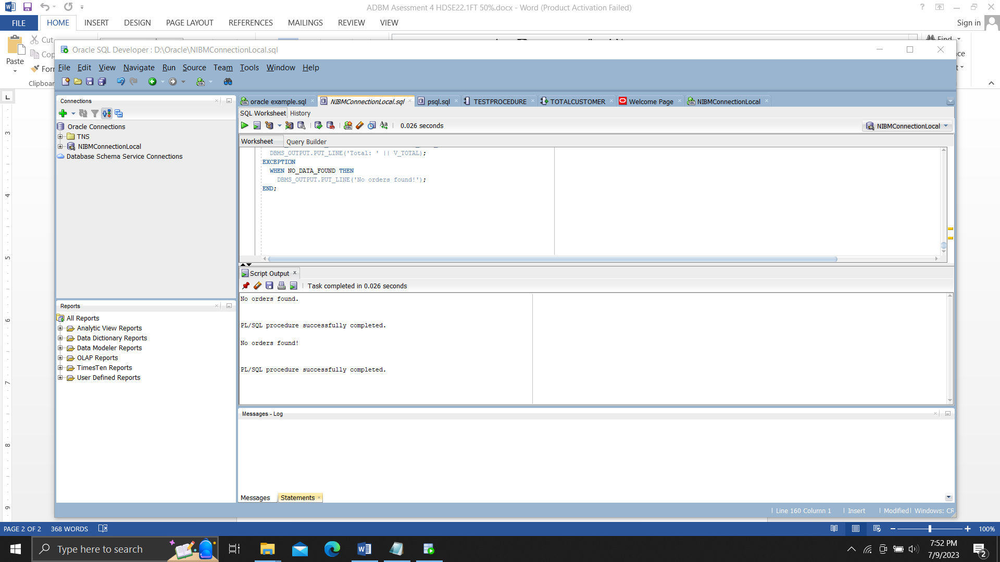 ADBM Asessment 4 HDSE22.1FT 50%.docx - Word (Product Activation Failed)
FILE HOME INSERT DESIGN PAGE LAYOUT REFERENCES MAILINGS REVIEW VIEW
Sign in
Cut
Paste
Clipboar
Find
Oracle SQL Developer : D:\Oracle\NIBMConnectionLocal.sql
File Edit View Navigate Run Source Team Tools Window Help
Connections
Oracle Connections
TNS
NIBMConnectionLocal
Database Schema Service Connections
Reports
All Reports
Analytic View Reports
Data Dictionary Reports
Data Modeler Reports
OLAP Reports
TimesTen Reports
User Defined Reports
oracle example.sql NIBMConnectionLocal.sql psql.sql TESTPROCEDURE TOTALCUSTOMER Welcome Page NIBMConnectionLocal
SQL Worksheet History
0.026 seconds
NIBMConnectionLocal
Worksheet Query Builder
DBMS_OUTPUT.PUT_LINE('Total: ' || V_TOTAL);
EXCEPTION
WHEN NO_DATA_FOUND THEN
DBMS_OUTPUT.PUT_LINE('No orders found!');
END;
Script Output
Task completed in 0.026 seconds
No orders found.
PL/SQL procedure successfully completed.
No orders found!
PL/SQL procedure successfully completed.
Messages - Log
Messages Statements
Line 160 Column 1 Insert Modified Windows: CR
3
4
5
6
7
8
9
PAGE 2 OF 2 368 WORDS
100%
Type here to search
7:52 PM
7/9/2023
2